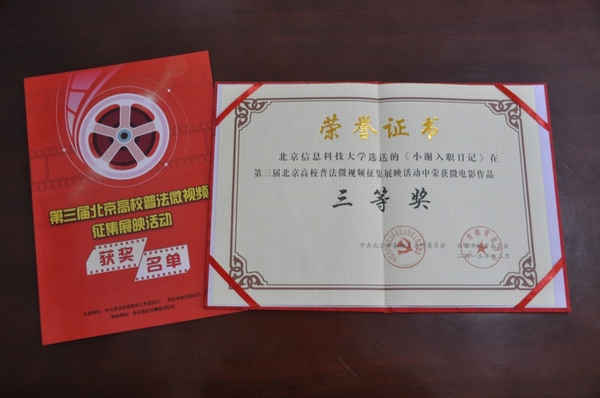 第三届北京高校普法微视频
征集展映活动
获奖
名单
荣誉证书
北京信息科技大学选送的《小谢入职日记》在
第三届北京高校普法微视频征集展映活动中荣获微电影作品
三等奖